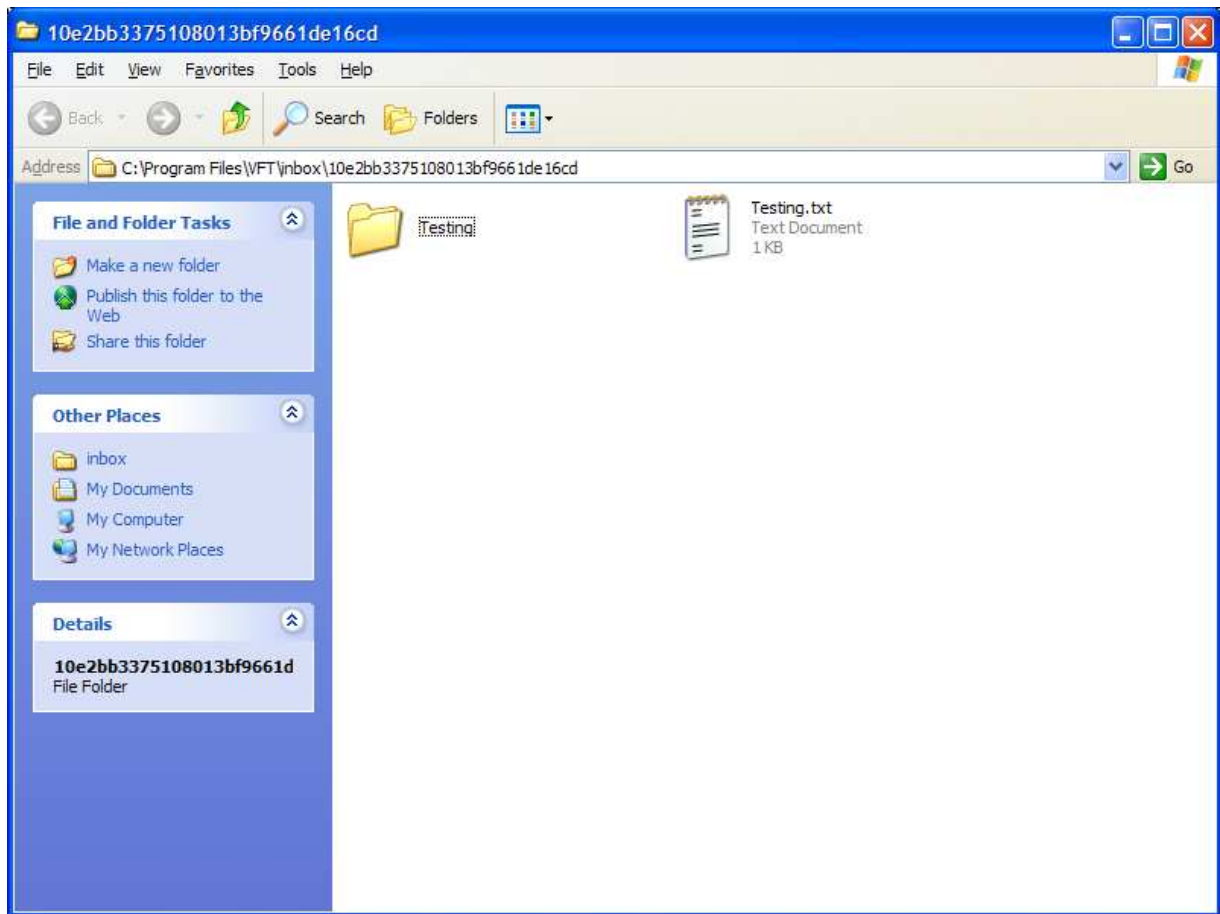 10e2bb3375108013bf9661de16cd
File Edit View Favorites Tools Help
Back Search Folders
Address C:\Program Files\VFT\inbox\10e2bb3375108013bf9661de16cd Go
File and Folder Tasks
Make a new folder
Publish this folder to the
Web
Share this folder
Other Places
inbox
My Documents
My Computer
My Network Places
Details
10e2bb3375108013bf9661d
File Folder
Testing
Testing.txt
Text Document
1 KB